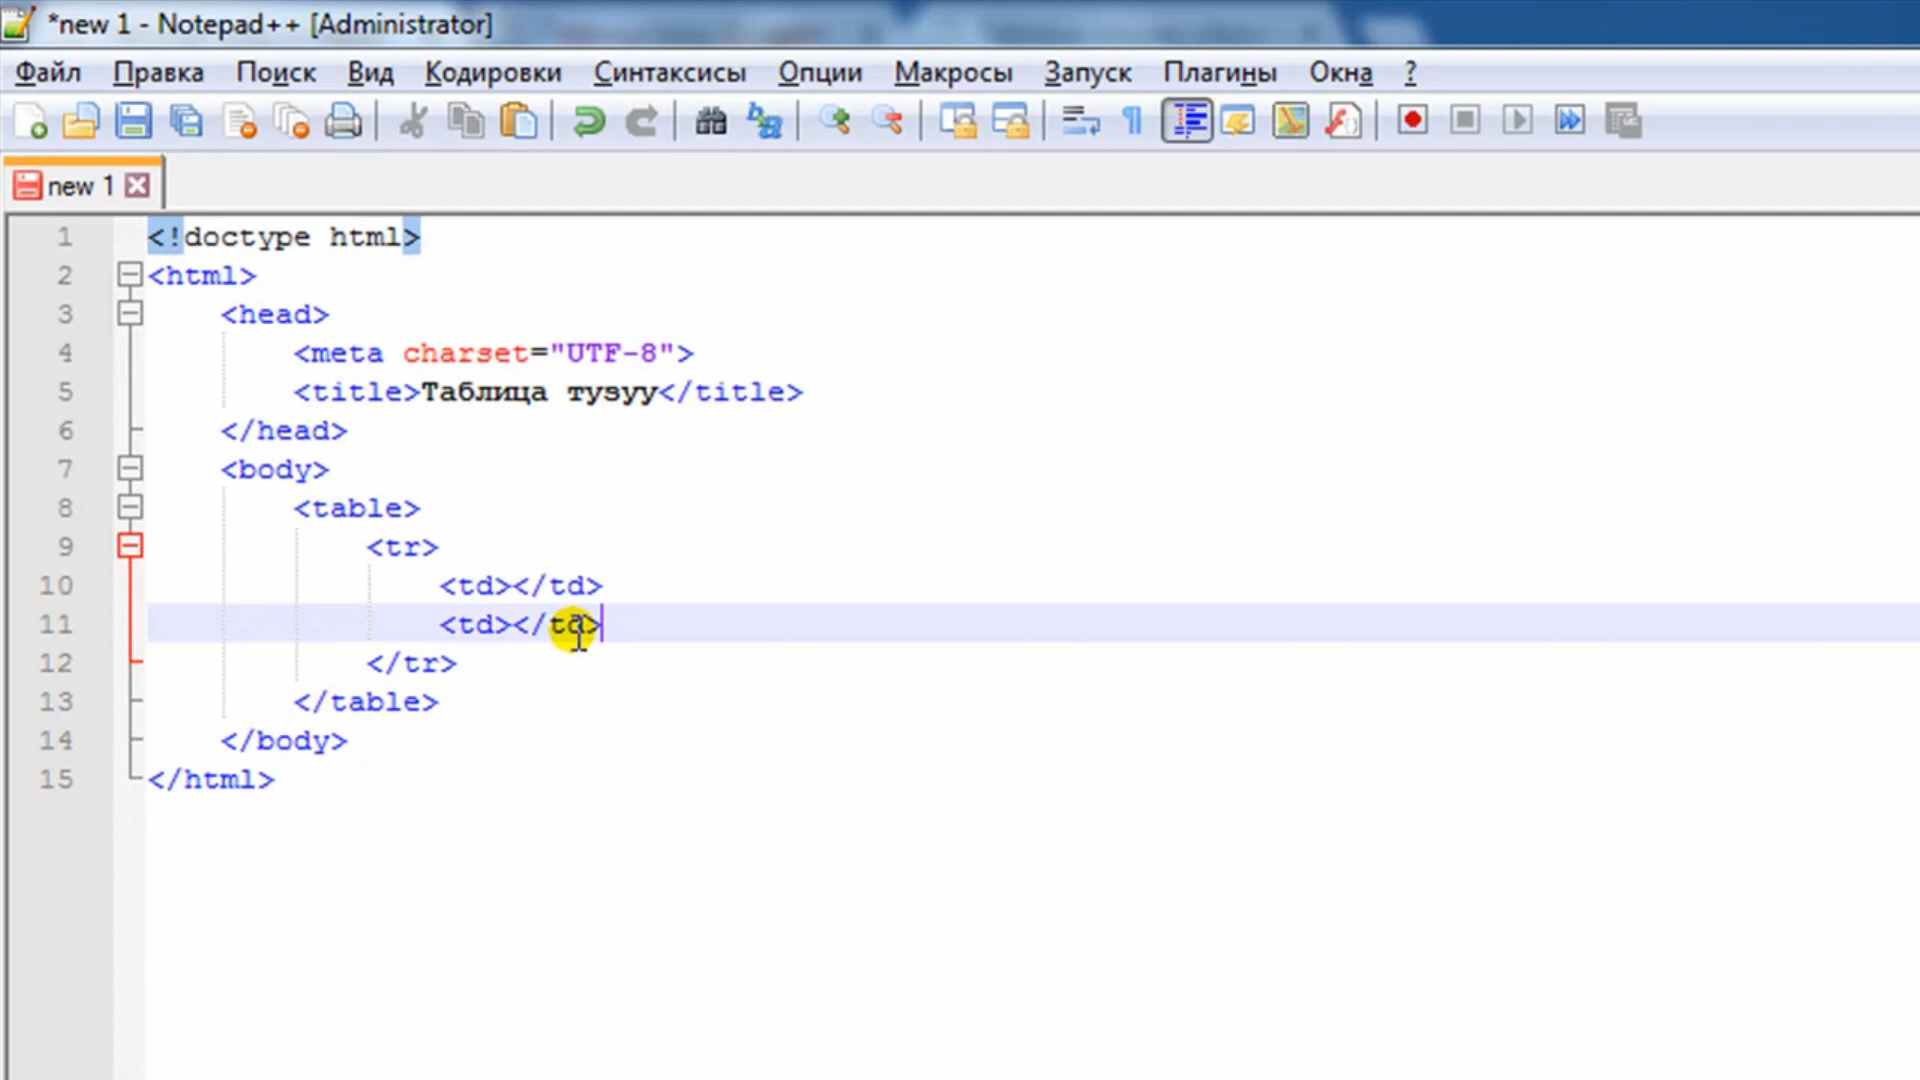 *new 1 - Notepad++ [Administrator]
Файл Правка Поиск Вид Кодировки Синтаксисы Опции Макросы Запуск Плагины Окна ?
new 1
1 <!doctype html>
2 <html>
3 <head>
4 <meta charset="UTF-8">
5 <title>Таблица тузуу</title>
6 </head>
7 <body>
8 <table>
9 <tr>
10 <td></td>
11 <td></td>
12 </tr>
13 </table>
14 </body>
15 </html>